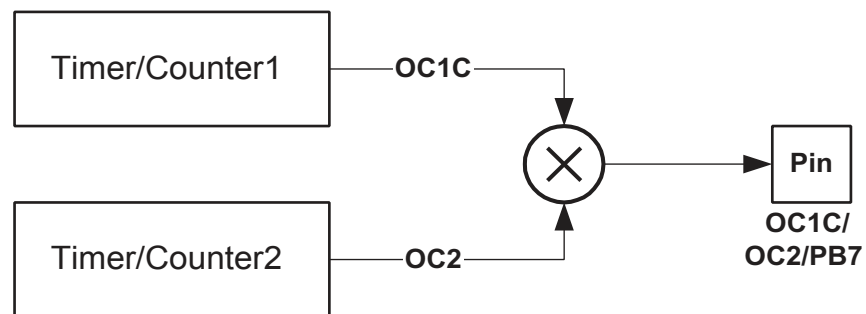 Timer/Counter1
OC1C
Pin
OC1C/
OC2/PB7
Timer/Counter2
OC2